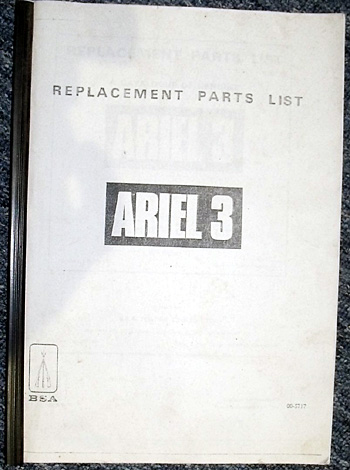 REPLACEMENT PARTS LIST
ARIEL 3
BSA